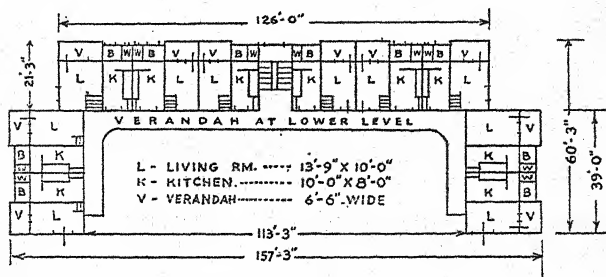 126'-0"
V B W W B V V B W W B V V B W W B V
21'-3"
L K K L L K K L L K K L
VERANDAH AT LOWER LEVEL
V L L V
B K K B
W W
W W
B K K B
V L L V
L - LIVING RM. ----- 13'-9" X 10'-0"
K - KITCHEN. --------- 10'-0" X 8'-0"
V - VERANDAH --------- 6'-6" WIDE
60'-3"
39'-0"
113'-3"
157'-3"